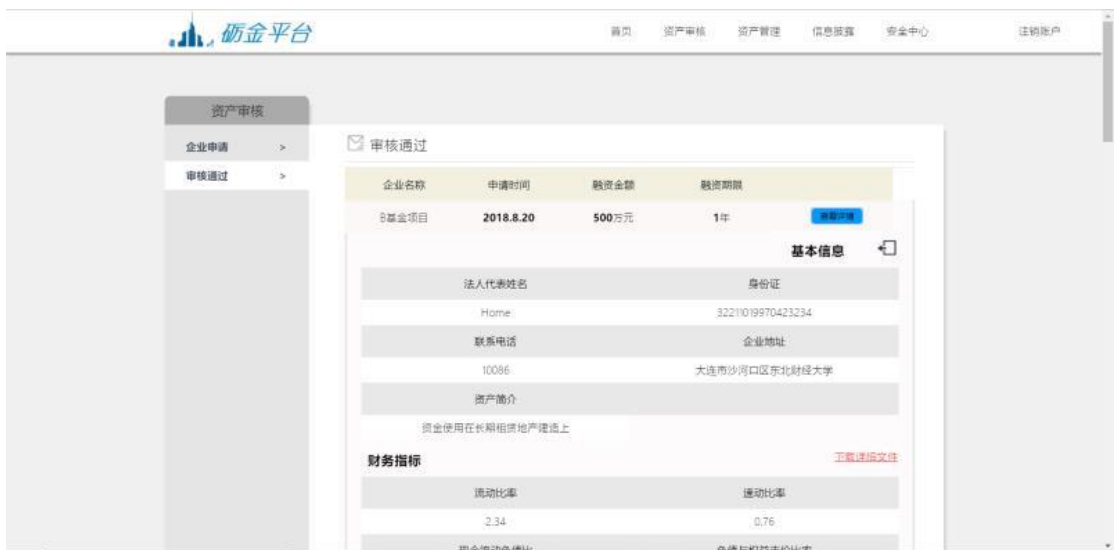 砺金平台 首页 资产审核 资产管理 信息披露 安全中心 注销账户
资产审核
企业申请 >
审核通过 >
审核通过
企业名称 申请时间 融资金额 融资期限
B基金项目 2018.8.20 500万元 1年 查看详情
基本信息
法人代表姓名 身份证
Home 32211019970423234
联系电话 企业地址
10086 大连市沙河口区东北财经大学
资产简介
资金使用在长期租赁地产建造上
财务指标 下载详细文件
流动比率 速动比率
2.34 0.76